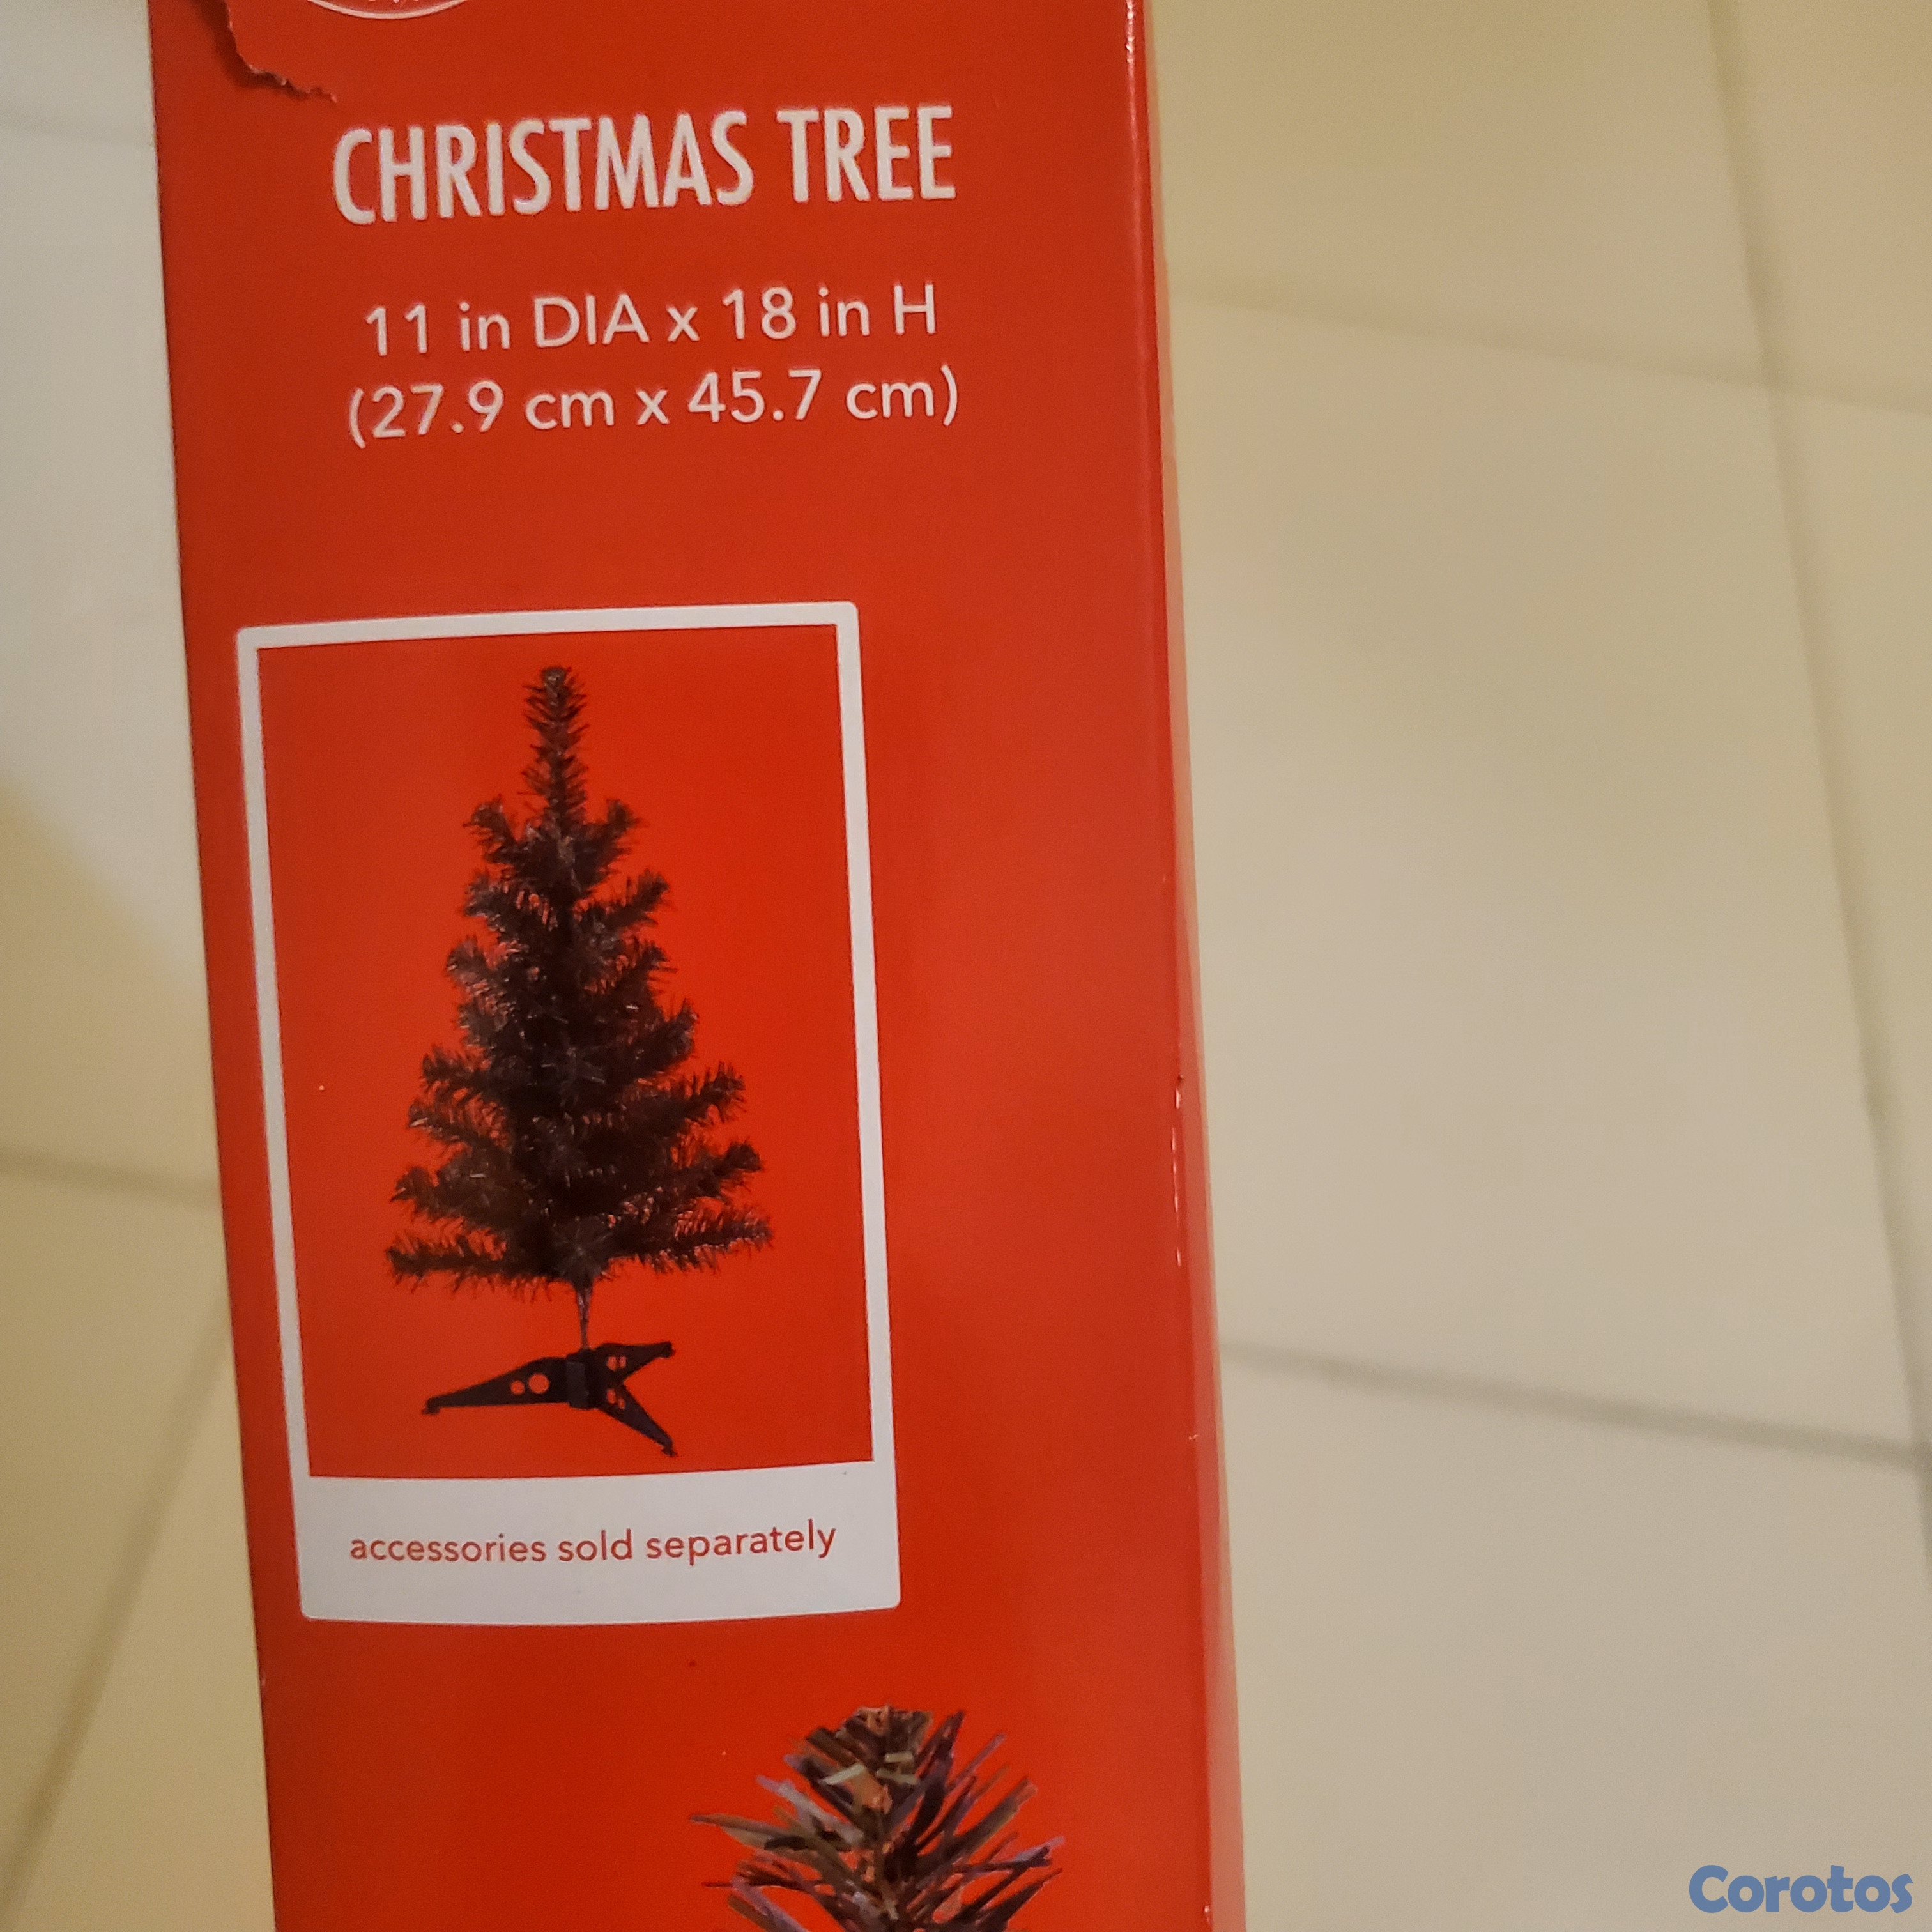 CHRISTMAS TREE
11 in DIA x 18 in H
(27.9 cm x 45.7 cm)
accessories sold separately
Corotos